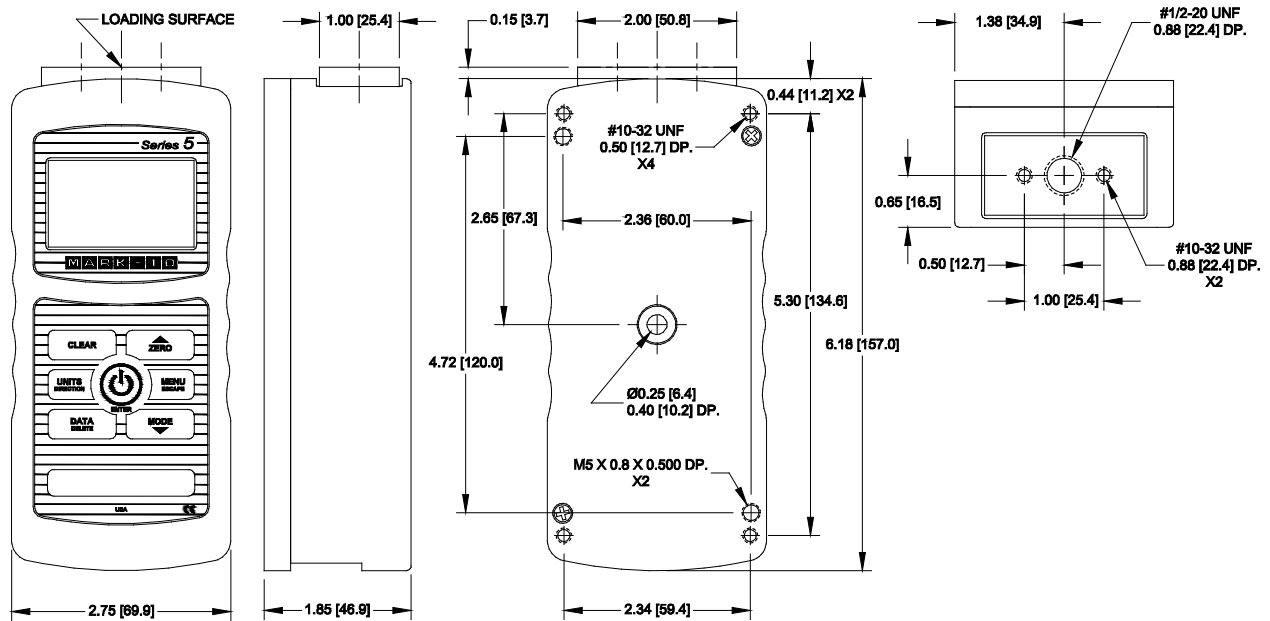 LOADING SURFACE
Series 5
MARK-10
CLEAR
ZERO
UNITS
DIRECTION
MENU
ESCAPE
ENTER
DATA
DELETE
MODE
USA
CE
2.75 [69.9]
1.00 [25.4]
1.85 [46.9]
0.15 [3.7]
2.00 [50.8]
0.44 [11.2] X2
#10-32 UNF
0.50 [12.7] DP.
X4
2.65 [67.3]
2.36 [60.0]
5.30 [134.6]
6.18 [157.0]
4.72 [120.0]
Ø0.25 [6.4]
0.40 [10.2] DP.
M5 X 0.8 X 0.500 DP.
X2
2.34 [59.4]
1.38 [34.9]
#1/2-20 UNF
0.88 [22.4] DP.
0.65 [16.5]
0.50 [12.7]
#10-32 UNF
0.88 [22.4] DP.
X2
1.00 [25.4]